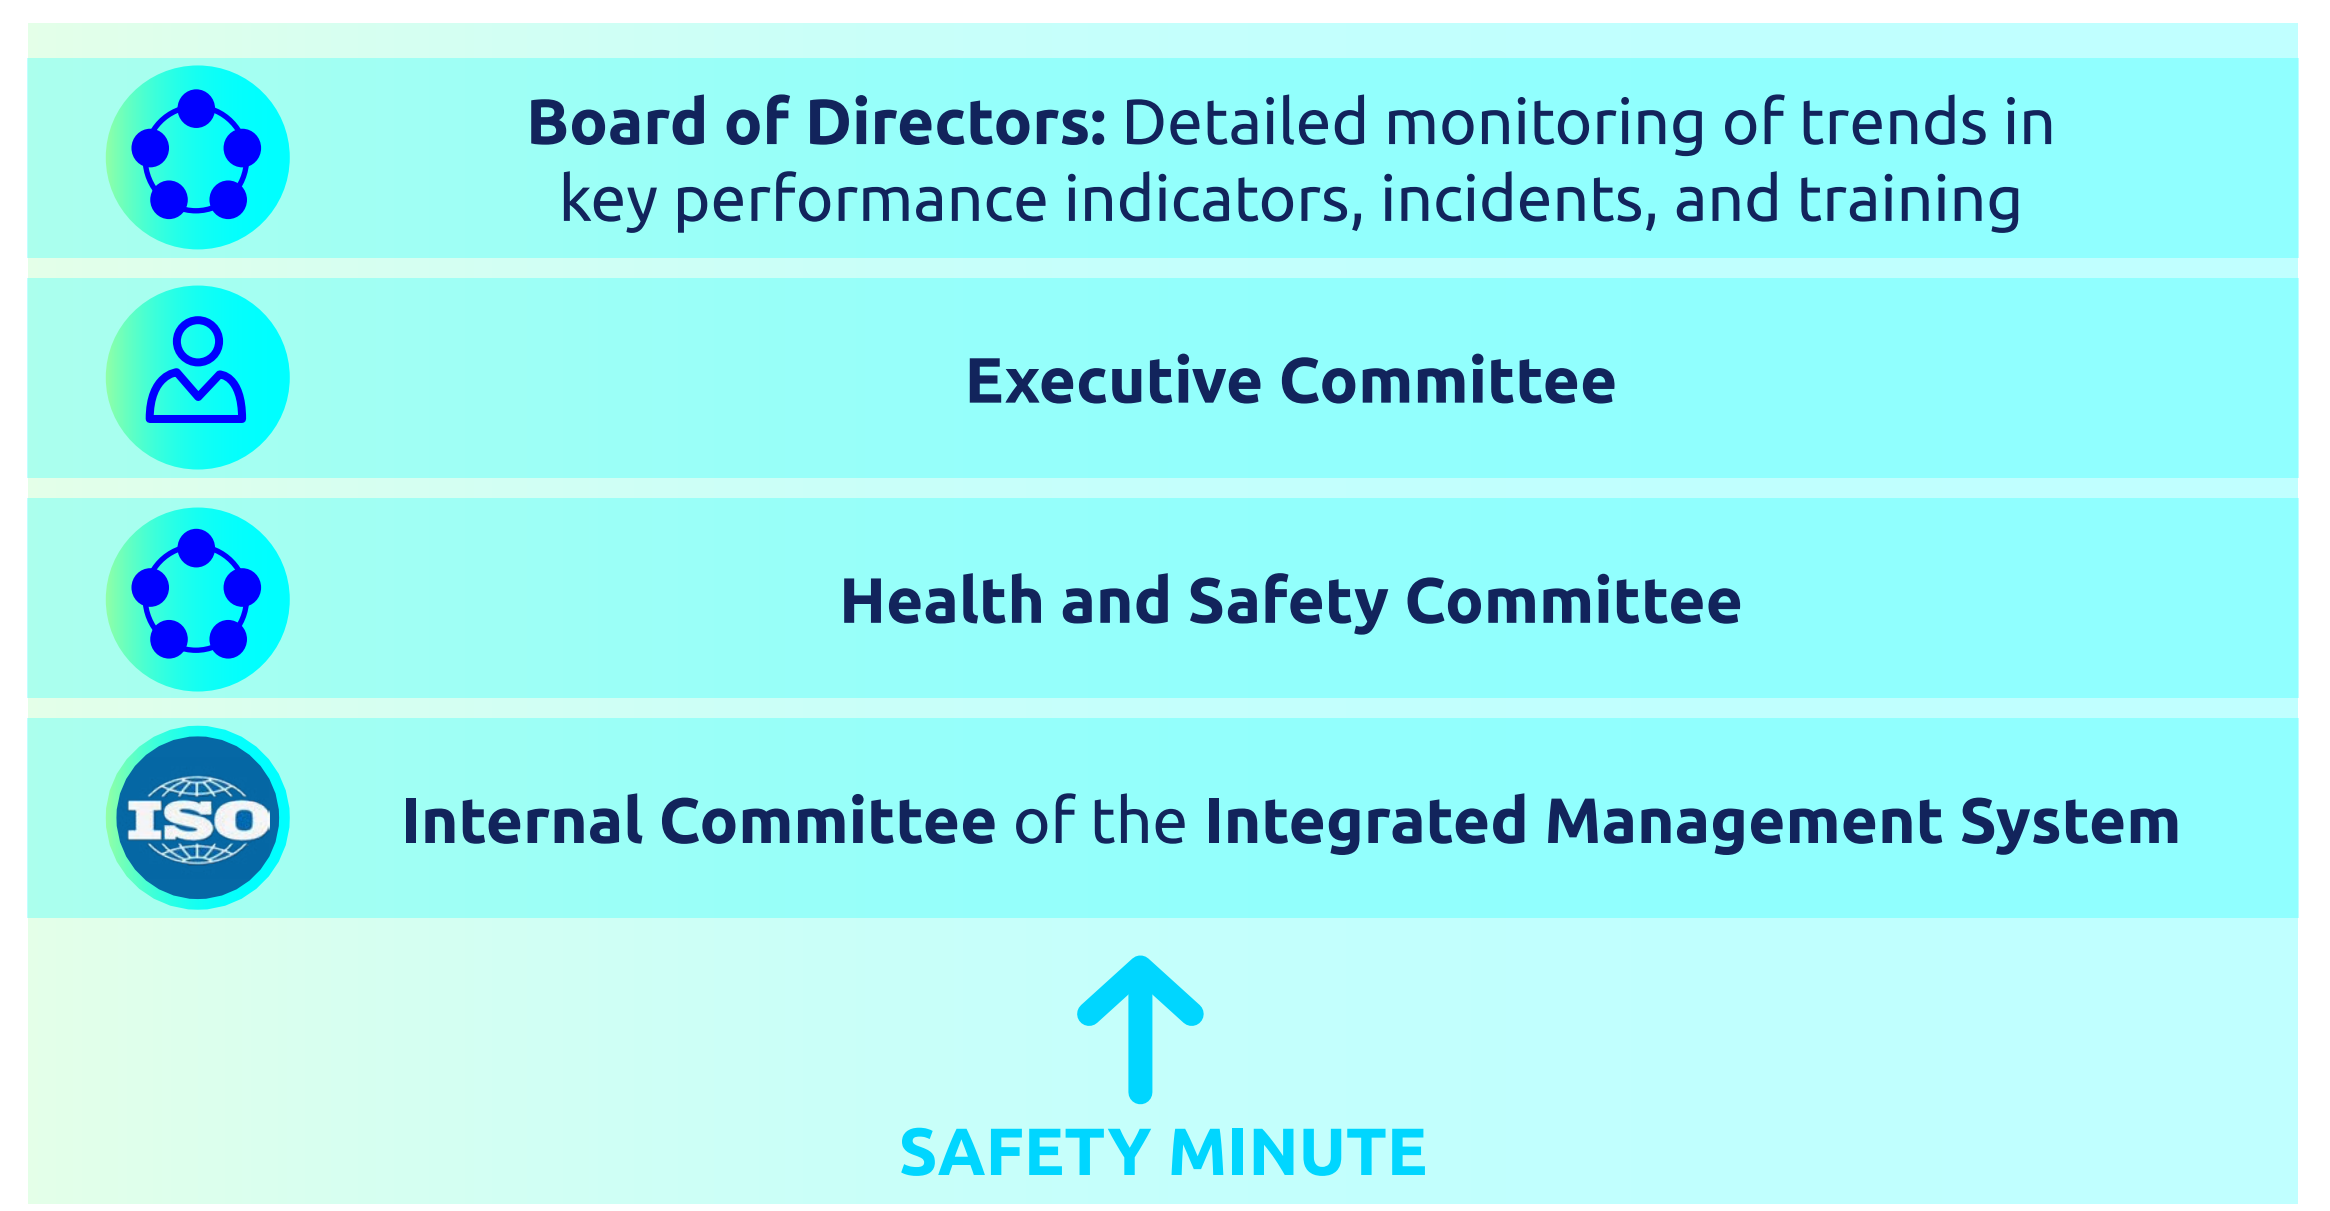 Board of Directors: Detailed monitoring of trends in
key performance indicators, incidents, and training
Executive Committee
Health and Safety Committee
ISO
Internal Committee of the Integrated Management System
SAFETY MINUTE